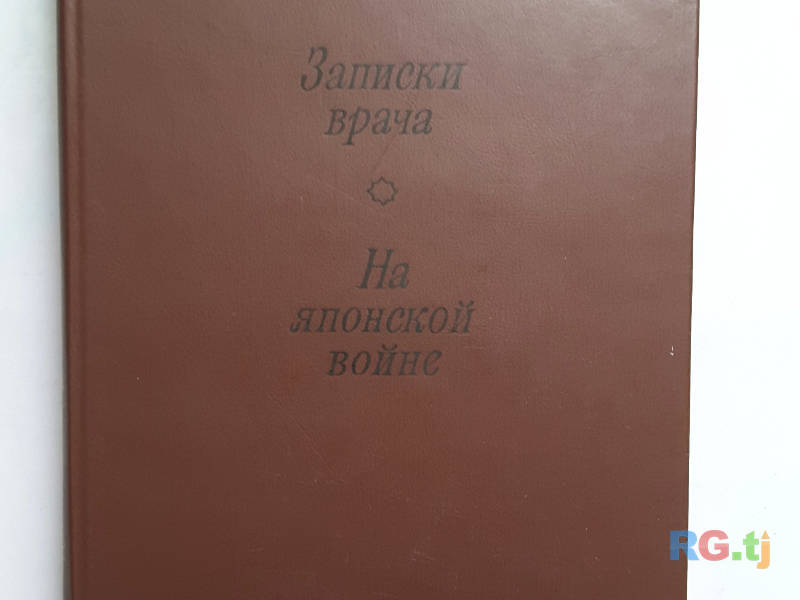 Записки
врача
На
японской
войне
RG.tj